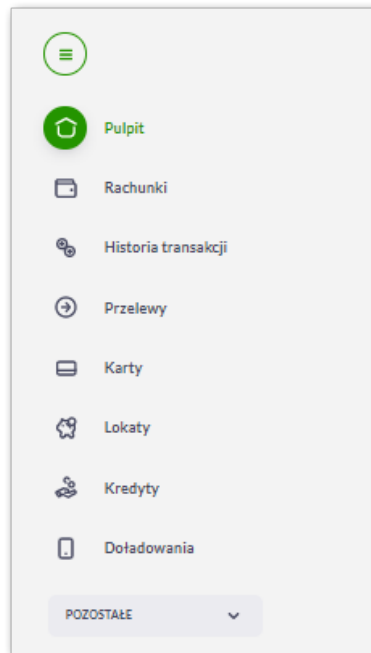 Pulpit
Rachunki
Historia transakcji
Przelewy
Karty
Lokaty
Kredyty
Doładowania
POZOSTAŁE